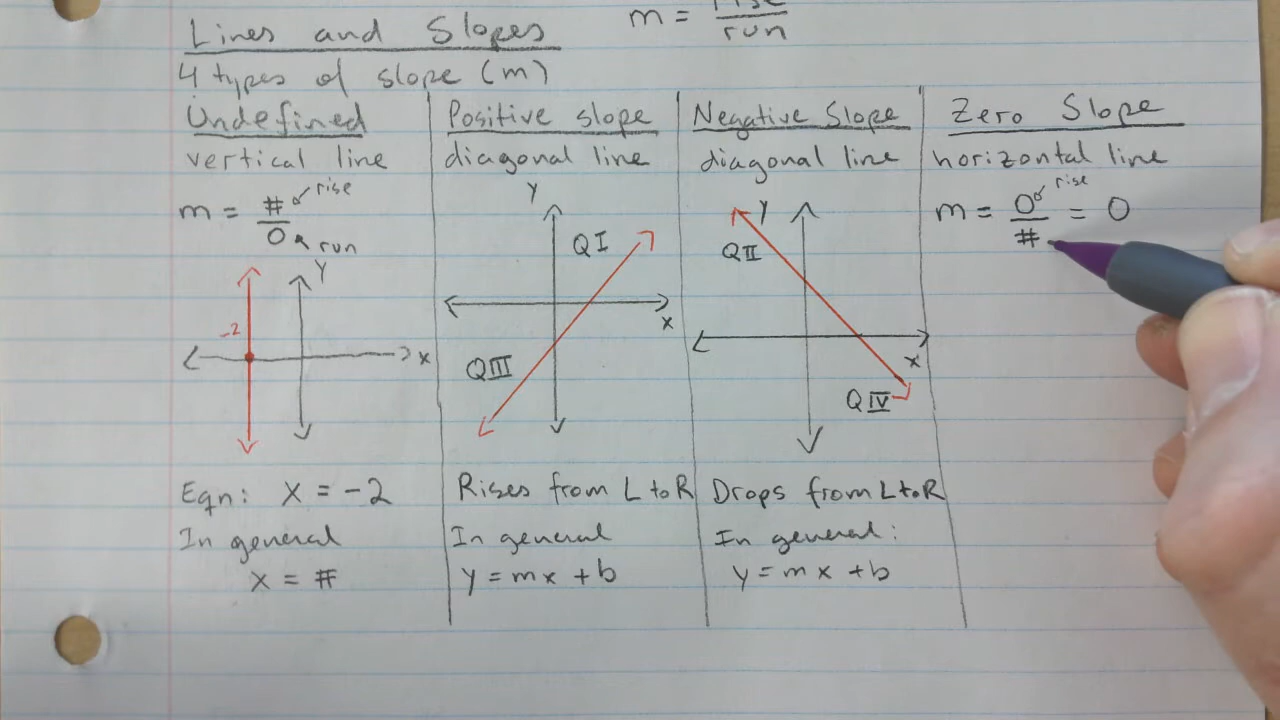 Lines and Slopes
m = rise/run
4 types of slope (m)
Undefined
vertical line
m = #/0
rise
run
Y
-2
x
Eqn: x = -2
In general
x = #
Positive slope
diagonal line
Y
QI
x
QIII
Rises from L to R
In general
y = mx + b
Negative Slope
diagonal line
Y
QII
x
QIV
Drops from L to R
In general:
y = mx + b
Zero Slope
horizontal line
rise
m = 0/# = 0